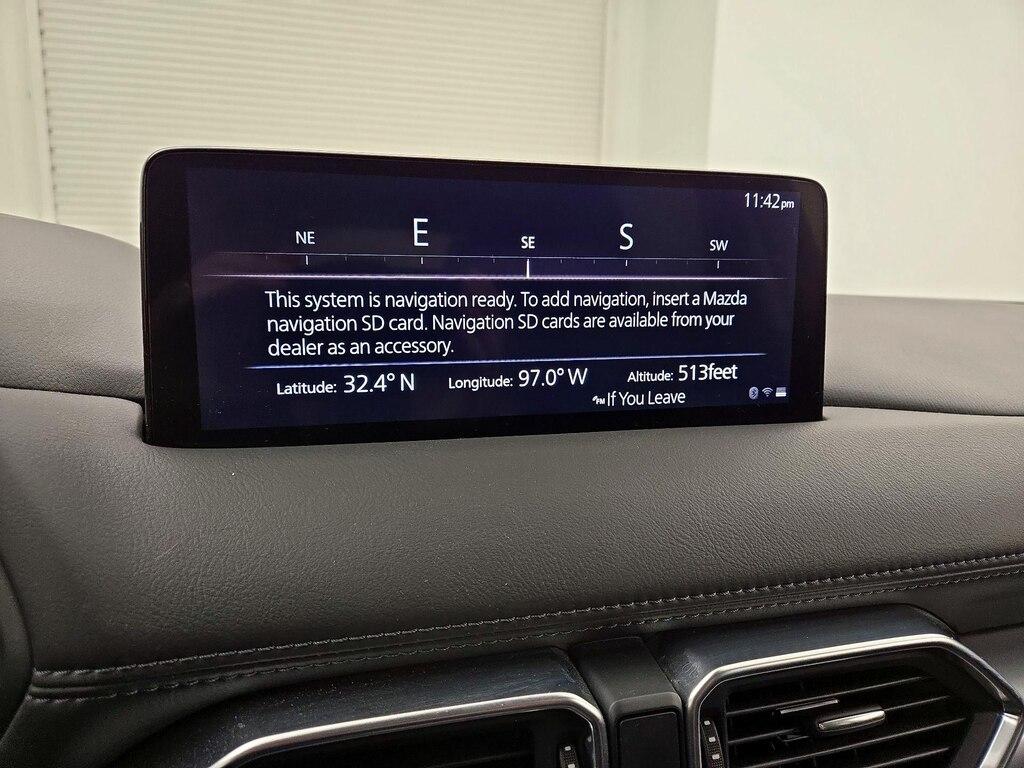 11:42pm
NE E SE S SW
This system is navigation ready. To add navigation, insert a Mazda
navigation SD card. Navigation SD cards are available from your
dealer as an accessory.
Latitude: 32.4° N Longitude: 97.0° W Altitude: 513feet
FM If You Leave